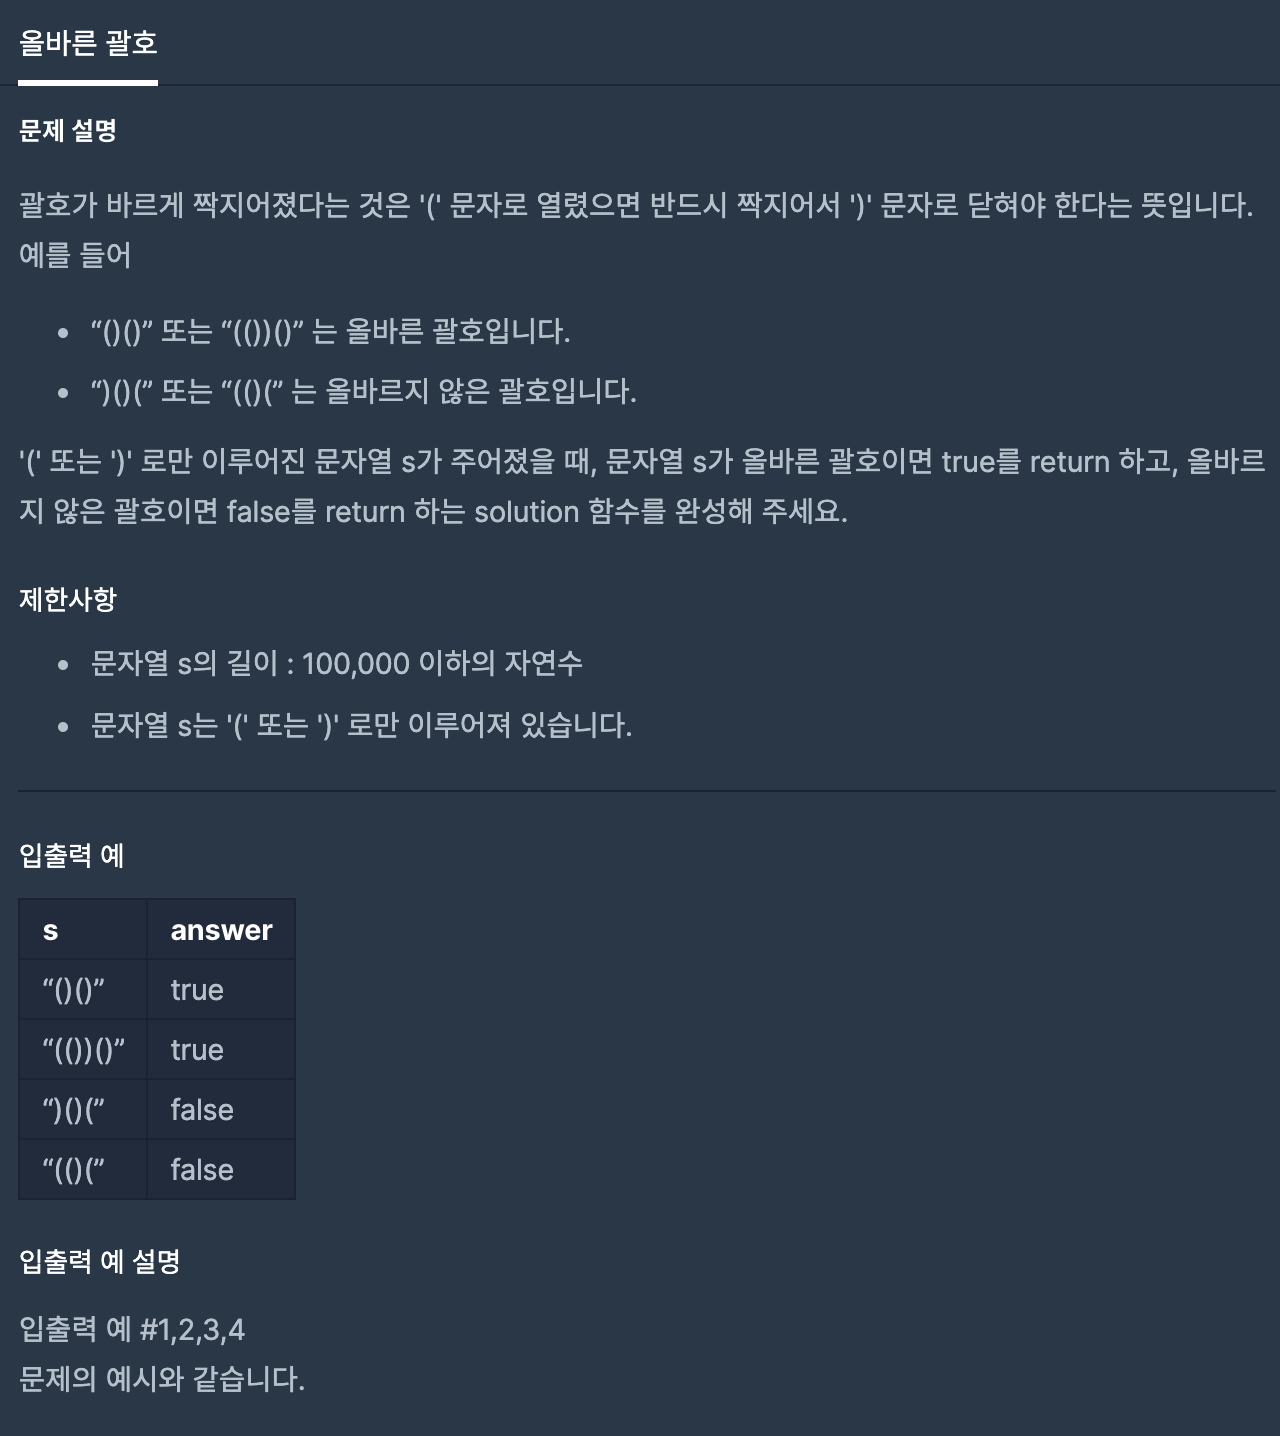 올바른 괄호
문제 설명
괄호가 바르게 짝지어졌다는 것은 '(' 문자로 열렸으면 반드시 짝지어서 ')' 문자로 닫혀야 한다는 뜻입니다.
예를 들어
• “()()” 또는 “(())()” 는 올바른 괄호입니다.
• “)()(” 또는 “(()(” 는 올바르지 않은 괄호입니다.
'(' 또는 ')' 로만 이루어진 문자열 s가 주어졌을 때, 문자열 s가 올바른 괄호이면 true를 return 하고, 올바르
지 않은 괄호이면 false를 return 하는 solution 함수를 완성해 주세요.
제한사항
• 문자열 s의 길이 : 100,000 이하의 자연수
• 문자열 s는 '(' 또는 ')' 로만 이루어져 있습니다.
입출력 예
s answer
“()()” true
“(())()” true
“)()(” false
“(()(” false
입출력 예 설명
입출력 예 #1,2,3,4
문제의 예시와 같습니다.